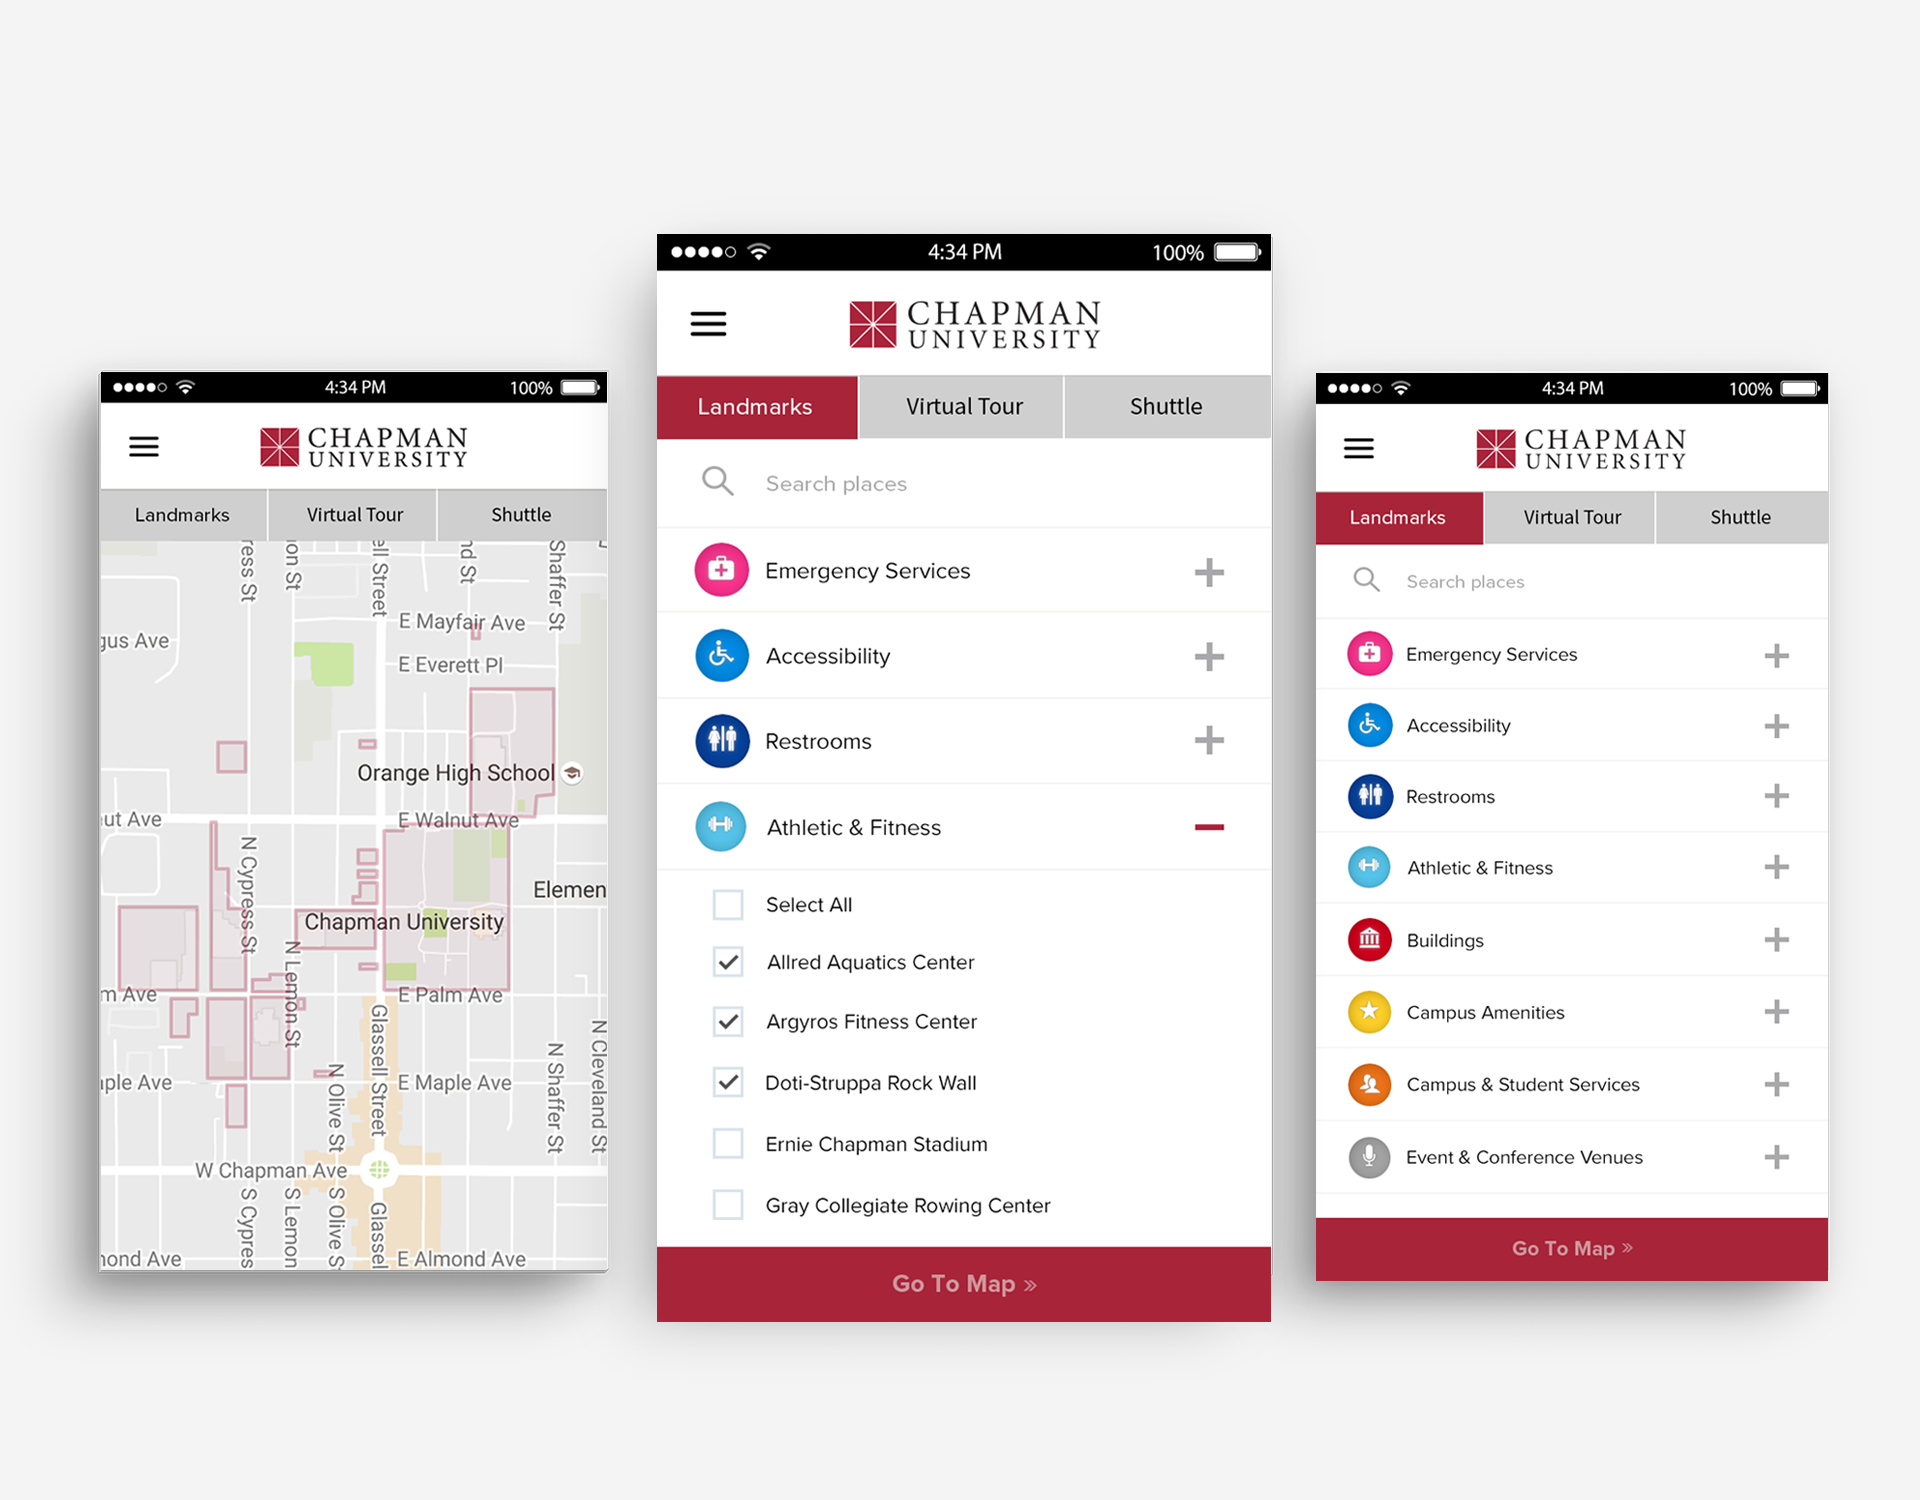 4:34 PM
100%
CHAPMAN
UNIVERSITY
Landmarks
Virtual Tour
Shuttle
ress St
on St
ell Street
nd St
Shaffer St
E Mayfair Ave
gus Ave
E Everett Pl
Orange High School
ut Ave
E Walnut Ave
N Cypress St
Elemen
Chapman University
N Lemon St
m Ave
E Palm Ave
Glassell Street
N Cleveland St
N Shaffer St
N Olive St
ple Ave
E Maple Ave
W Chapman Ave
S Cypres
S Lemon
S Olive S
Glassel
nond Ave
E Almond Ave
4:34 PM
100%
CHAPMAN
UNIVERSITY
Landmarks
Virtual Tour
Shuttle
Search places
Emergency Services
Accessibility
Restrooms
Athletic & Fitness
Select All
Allred Aquatics Center
Argyros Fitness Center
Doti-Struppa Rock Wall
Ernie Chapman Stadium
Gray Collegiate Rowing Center
Go To Map »
4:34 PM
100%
CHAPMAN
UNIVERSITY
Landmarks
Virtual Tour
Shuttle
Search places
Emergency Services
Accessibility
Restrooms
Athletic & Fitness
Buildings
Campus Amenities
Campus & Student Services
Event & Conference Venues
Go To Map »